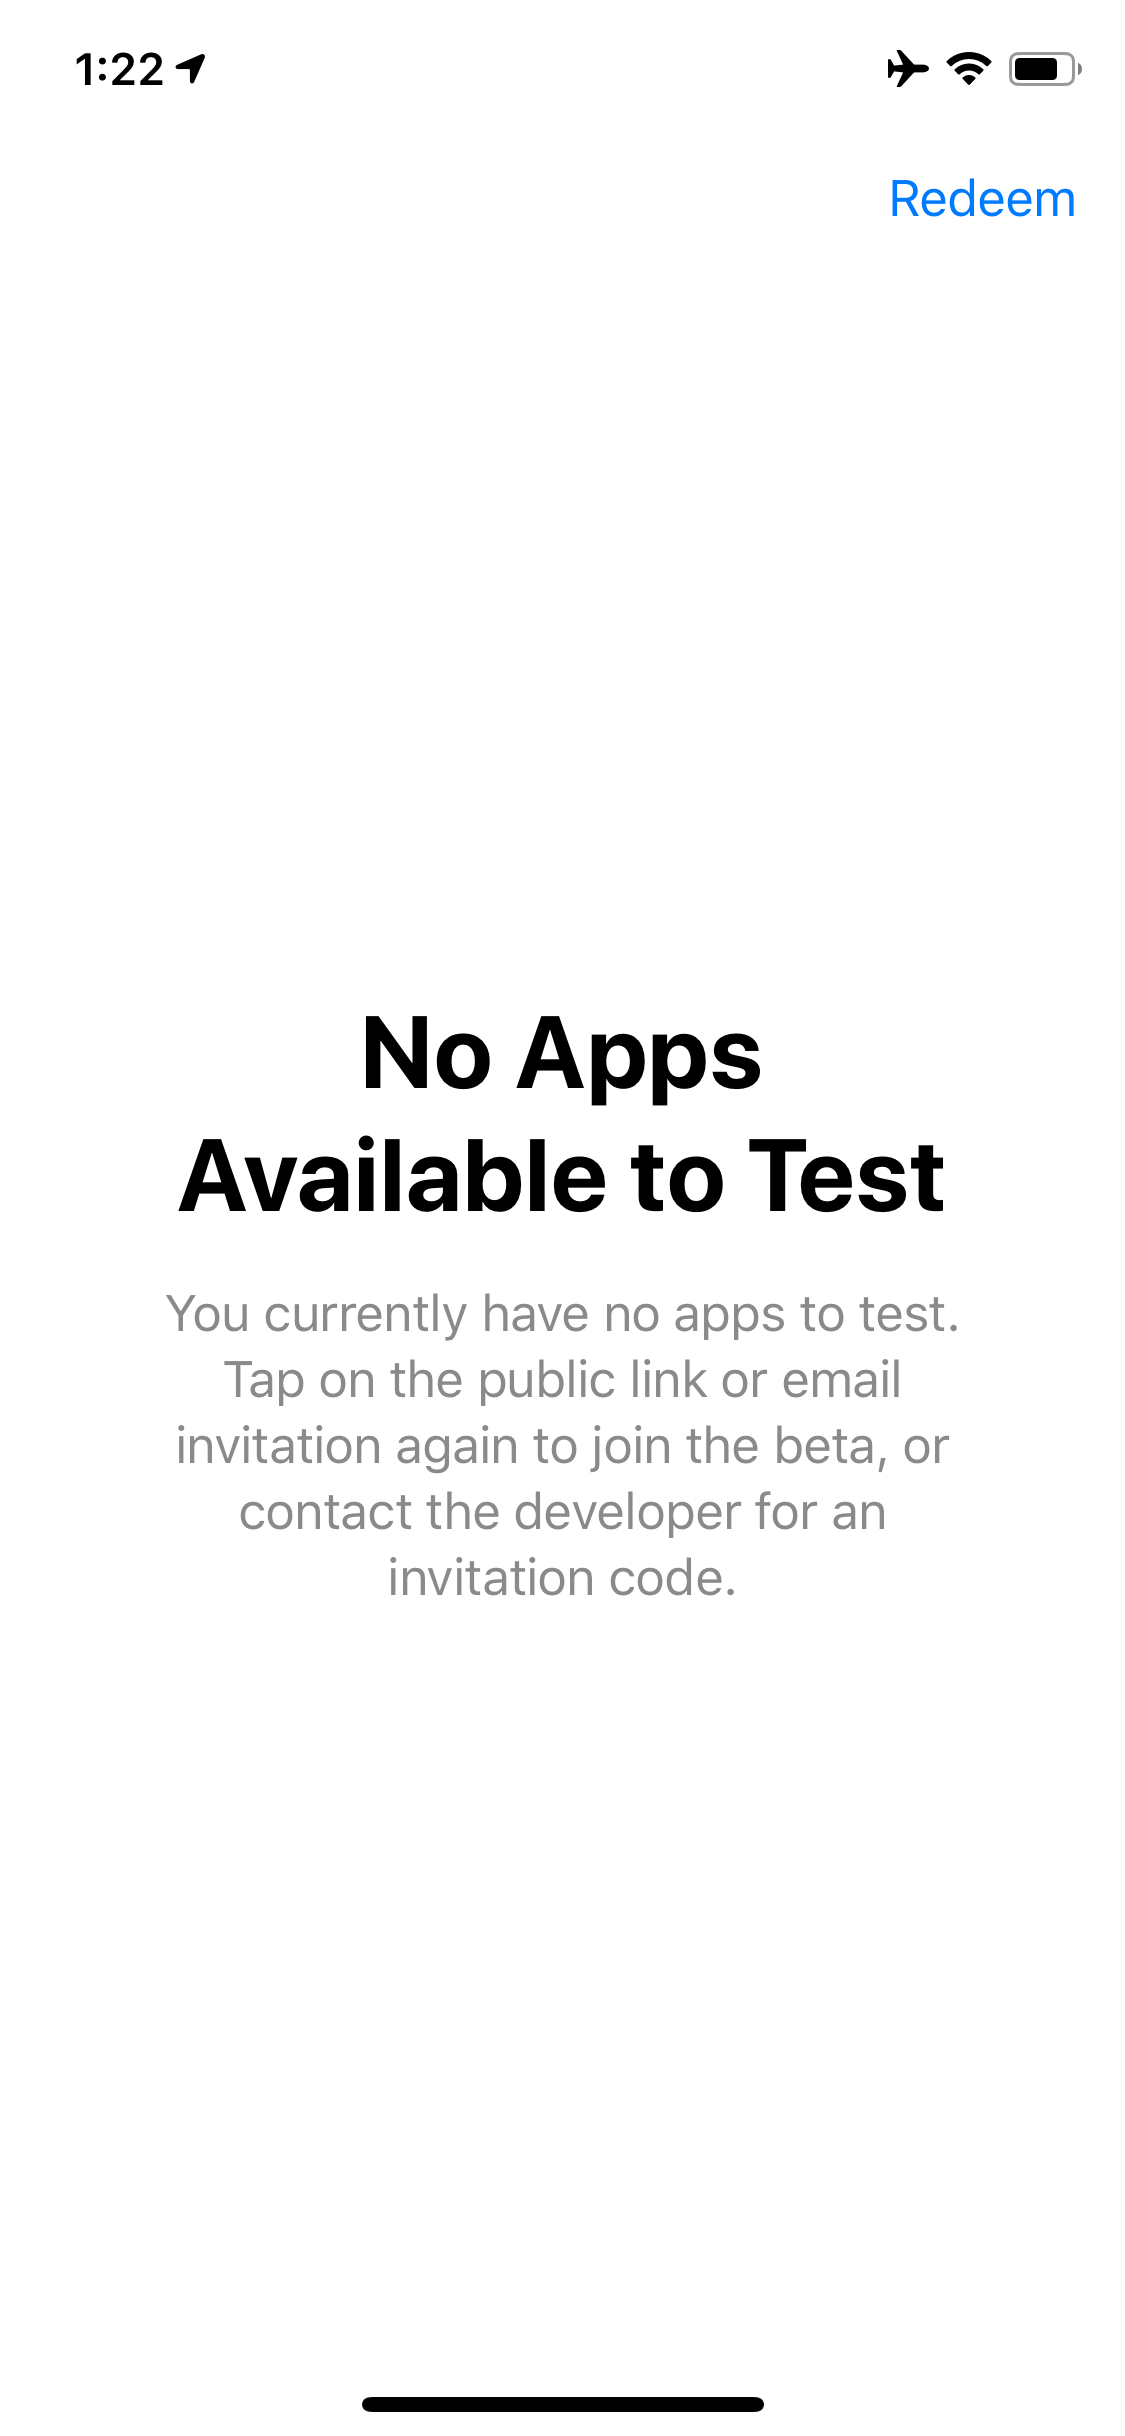 1:22
Redeem
No Apps
Available to Test
You currently have no apps to test.
Tap on the public link or email
invitation again to join the beta, or
contact the developer for an
invitation code.